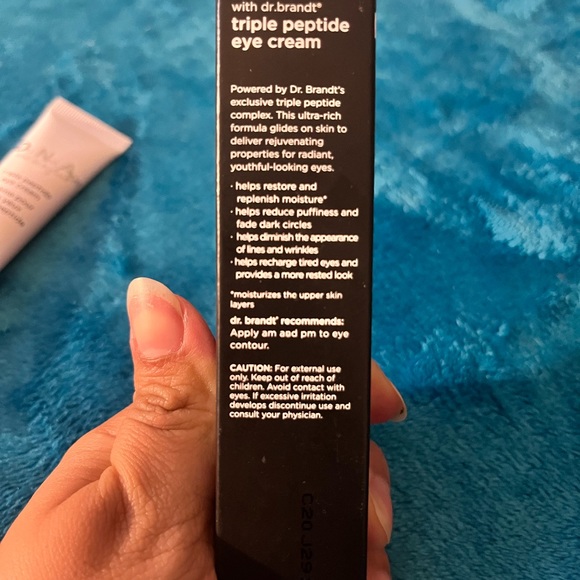 with dr.brandt®
triple peptide
eye cream
Powered by Dr. Brandt's
exclusive triple peptide
complex. This ultra-rich
formula glides on skin to
deliver rejuvenating
properties for radiant,
youthful-looking eyes.
· helps restore and
replenish moisture*
· helps reduce puffiness and
fade dark circles
· helps diminish the appearance
of lines and wrinkles
· helps recharge tired eyes and
provides a more rested look
*moisturizes the upper skin
layers
dr. brandt® recommends:
Apply am aed pm to eye
contour.
CAUTION: For external use
only. Keep out of reach of
children. Avoid contact with
eyes. If excessive irritation
develops discontinue use and
consult your physician.
C20J29